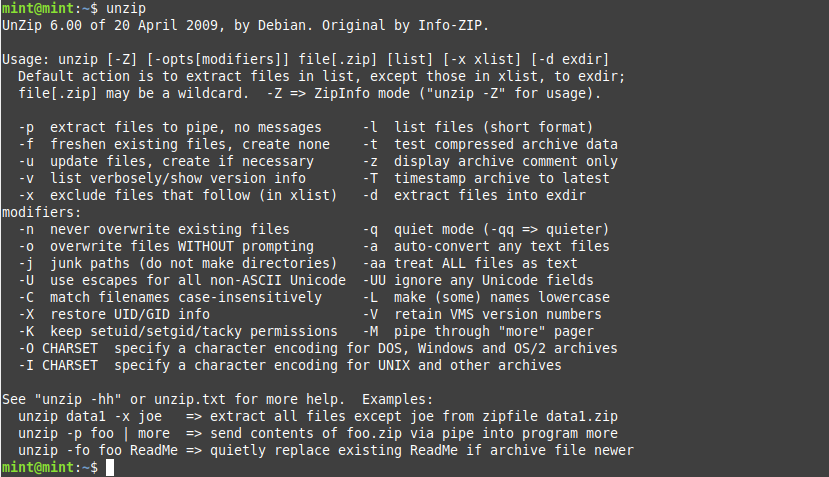 mint@mint:~$ unzip
UnZip 6.00 of 20 April 2009, by Debian. Original by Info-ZIP.

Usage: unzip [-Z] [-opts[modifiers]] file[.zip] [list] [-x xlist] [-d exdir]
  Default action is to extract files in list, except those in xlist, to exdir;
  file[.zip] may be a wildcard.  -Z => ZipInfo mode ("unzip -Z" for usage).

  -p  extract files to pipe, no messages     -l  list files (short format)
  -f  freshen existing files, create none    -t  test compressed archive data
  -u  update files, create if necessary      -z  display archive comment only
  -v  list verbosely/show version info       -T  timestamp archive to latest
  -x  exclude files that follow (in xlist)   -d  extract files into exdir
modifiers:
  -n  never overwrite existing files         -q  quiet mode (-qq => quieter)
  -o  overwrite files WITHOUT prompting      -a  auto-convert any text files
  -j  junk paths (do not make directories)   -aa treat ALL files as text
  -U  use escapes for all non-ASCII Unicode  -UU ignore any Unicode fields
  -C  match filenames case-insensitively     -L  make (some) names lowercase
  -X  restore UID/GID info                   -V  retain VMS version numbers
  -K  keep setuid/setgid/tacky permissions   -M  pipe through "more" pager
  -O CHARSET  specify a character encoding for DOS, Windows and OS/2 archives
  -I CHARSET  specify a character encoding for UNIX and other archives

See "unzip -hh" or unzip.txt for more help.  Examples:
  unzip data1 -x joe   => extract all files except joe from zipfile data1.zip
  unzip -p foo | more  => send contents of foo.zip via pipe into program more
  unzip -fo foo ReadMe => quietly replace existing ReadMe if archive file newer
mint@mint:~$